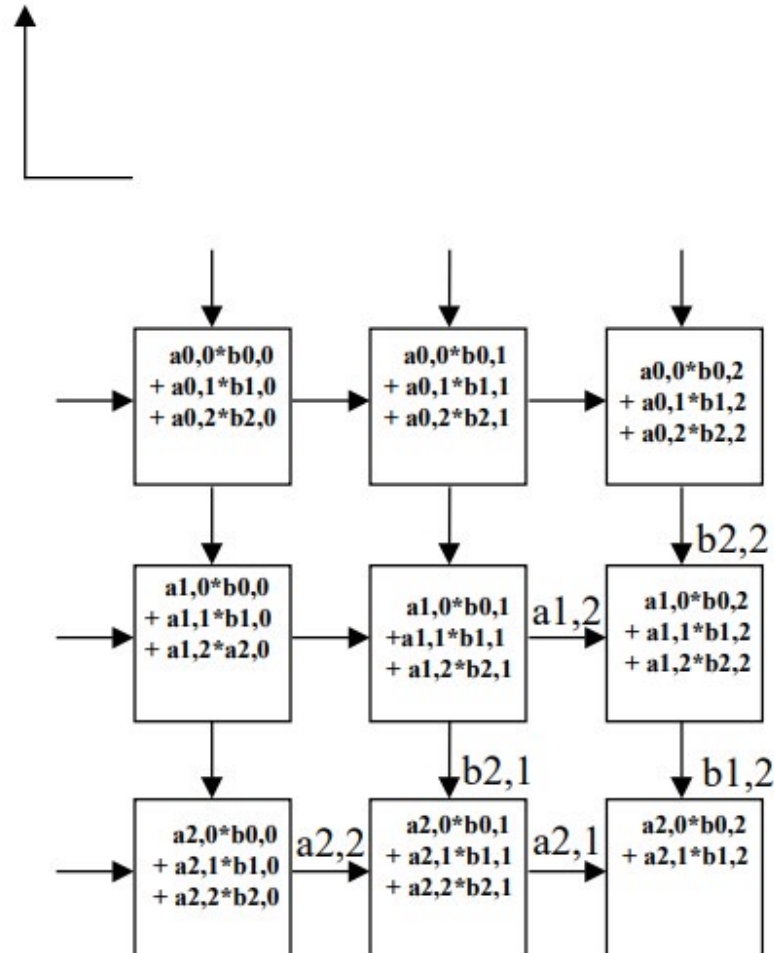 a0,0*b0,0
+ a0,1*b1,0
+ a0,2*b2,0
a0,0*b0,1
+ a0,1*b1,1
+ a0,2*b2,1
a0,0*b0,2
+ a0,1*b1,2
+ a0,2*b2,2
b2,2
a1,0*b0,0
+ a1,1*b1,0
+ a1,2*a2,0
a1,0*b0,1
+a1,1*b1,1
+ a1,2*b2,1
a1,2
a1,0*b0,2
+ a1,1*b1,2
+ a1,2*b2,2
b2,1
b1,2
a2,0*b0,0
+ a2,1*b1,0
+ a2,2*b2,0
a2,2
a2,0*b0,1
+ a2,1*b1,1
+ a2,2*b2,1
a2,1
a2,0*b0,2
+ a2,1*b1,2